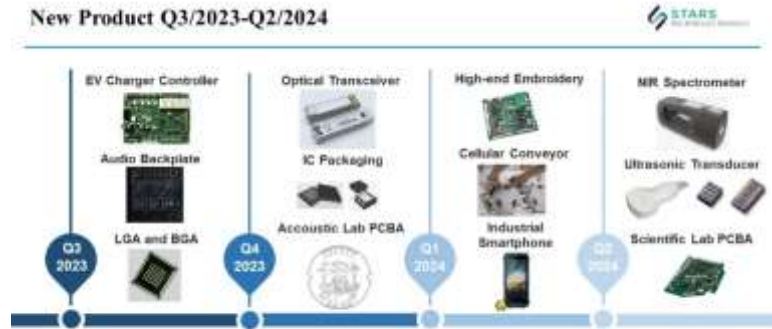 New Product Q3/2023-Q2/2024
STARS
EV Charger Controller
Audio Backplate
LGA and BGA
Q3
2023
Optical Transceiver
IC Packaging
Accoustic Lab PCBA
Q4
2023
High-end Embroidery
Cellular Conveyor
Industrial
Smartphone
Q1
2024
NIR Spectrometer
Ultrasonic Transducer
Scientific Lab PCBA
Q2
2024